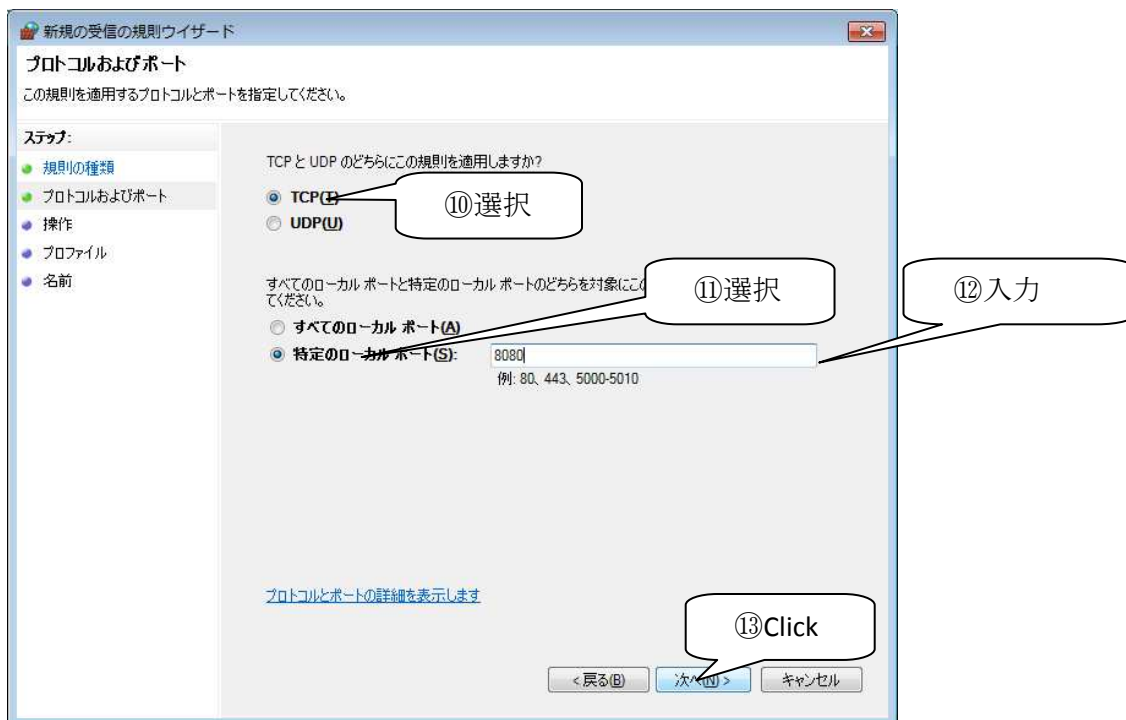 新規の受信の規則ウィザード
プロトコルおよびポート
この規則を適用するプロトコルとポートを指定してください。
ステップ:
規則の種類
プロトコルおよびポート
操作
プロファイル
名前
TCP と UDP のどちらにこの規則を適用しますか?
TCP(T)
⑩選択
UDP(U)
すべてのローカル ポートと特定のローカル ポートのどちらを対象にこの
てください。
⑪選択
⑫入力
すべてのローカル ポート(A)
特定のローカル ポート(S):
8080
例: 80、443、5000-5010
プロトコルとポートの詳細を表示します
⑬Click
< 戻る(B)
次へ(N) >
キャンセル